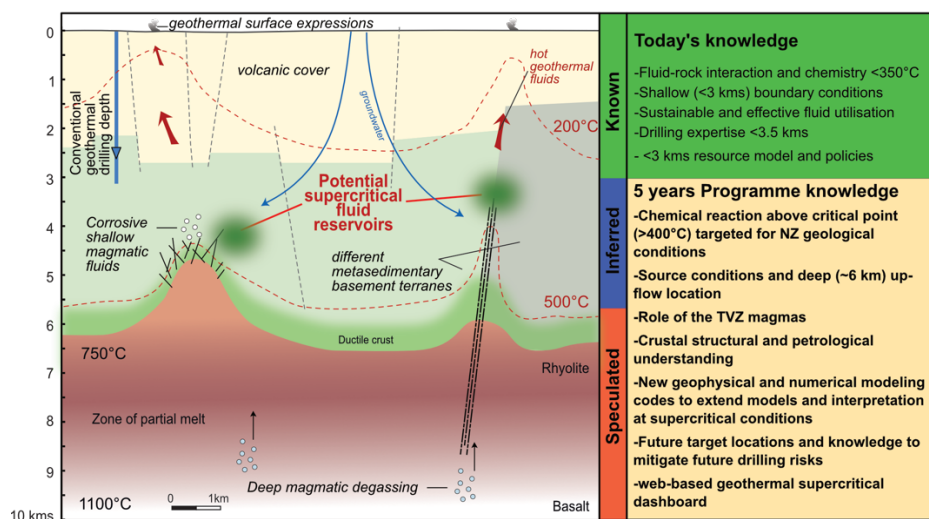 geothermal surface expressions
0
1
2
3
4
5
6
7
8
9
10 kms
Conventional
geothermal
drilling depth
volcanic cover
groundwater
hot
geothermal
fluids
200°C
Potential
supercritical
fluid
reservoirs
Corrosive
shallow
magmatic
fluids
different
metasedimentary
basement terranes
500°C
Ductile crust
750°C
Rhyolite
Zone of partial melt
Deep magmatic degassing
0 1km
1100°C
Basalt
Known
Inferred
Speculated
Today's knowledge
-Fluid-rock interaction and chemistry <350°C
-Shallow (<3 kms) boundary conditions
-Sustainable and effective fluid utilisation
-Drilling expertise <3.5 kms
- <3 kms resource model and policies
5 years Programme knowledge
-Chemical reaction above critical point
(>400°C) targeted for NZ geological
conditions
-Source conditions and deep (~6 km) up-
flow location
-Role of the TVZ magmas
-Crustal structural and petrological
understanding
-New geophysical and numerical modeling
codes to extend models and interpretation
at supercritical conditions
-Future target locations and knowledge to
mitigate future drilling risks
-web-based geothermal supercritical
dashboard